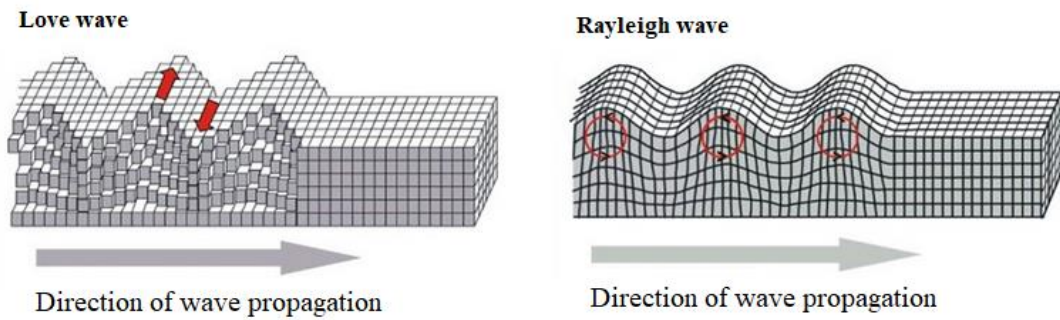 Love wave
Rayleigh wave
Direction of wave propagation
Direction of wave propagation